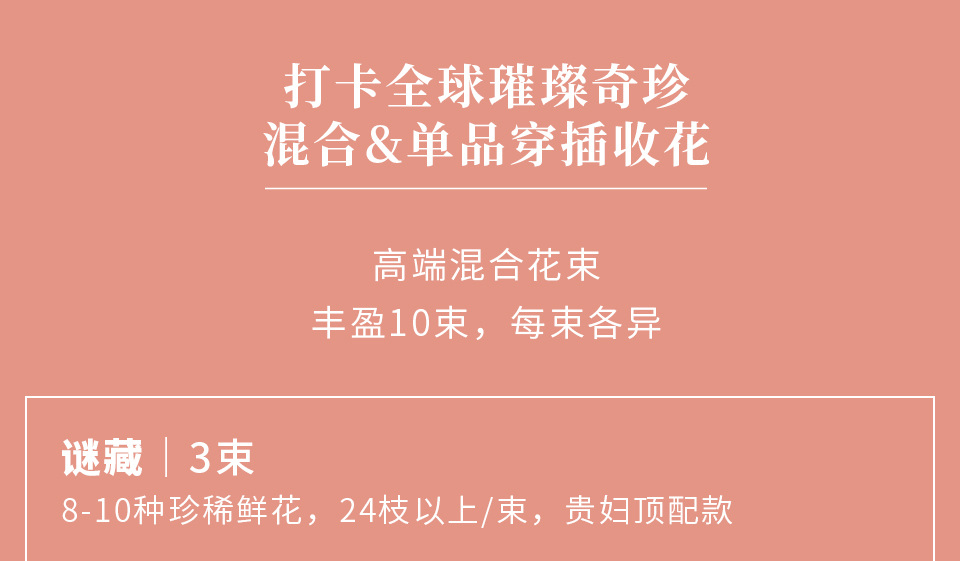 打卡全球璀璨奇珍
混合&单品穿插收花
高端混合花束
丰盈10束，每束各异
谜藏｜3束
8-10种珍稀鲜花，24枝以上/束，贵妇顶配款